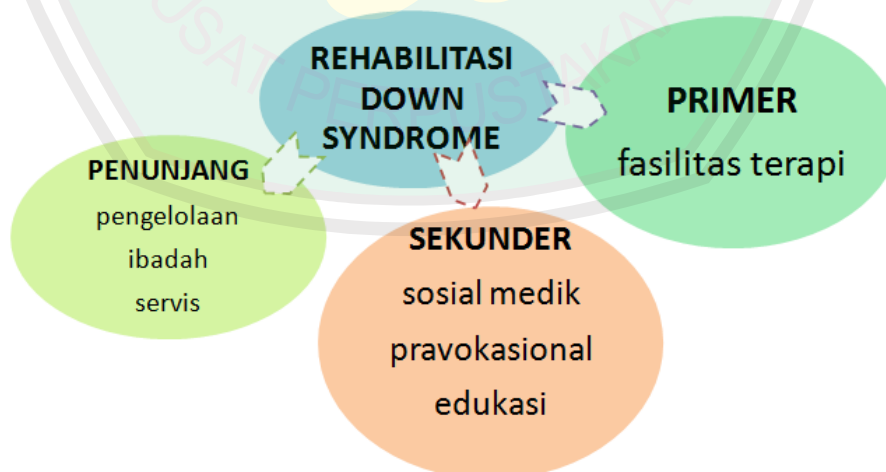 REHABILITASI
DOWN
SYNDROME
PRIMER
fasilitas terapi
PENUNJANG
pengelolaan
ibadah
servis
SEKUNDER
sosial medik
pravokasional
edukasi